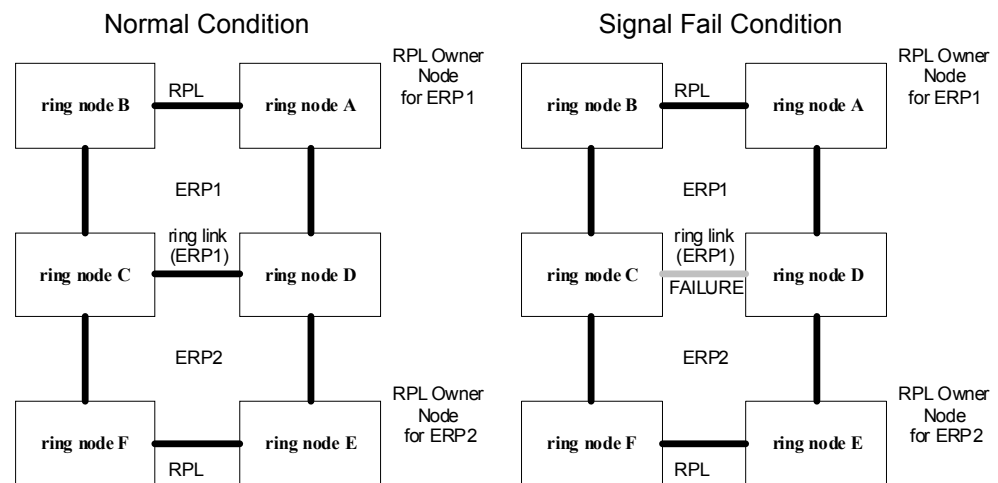 Normal Condition
Signal Fail Condition
RPL Owner
Node
for ERP1
ring node B
RPL
ring node A
ERP1
ring link
(ERP1)
ring node C
ring node D
ERP2
RPL Owner
Node
for ERP2
ring node F
RPL
ring node E
RPL Owner
Node
for ERP1
ring node B
RPL
ring node A
ERP1
ring link
(ERP1)
ring node C
FAILURE
ring node D
ERP2
RPL Owner
Node
for ERP2
ring node F
RPL
ring node E